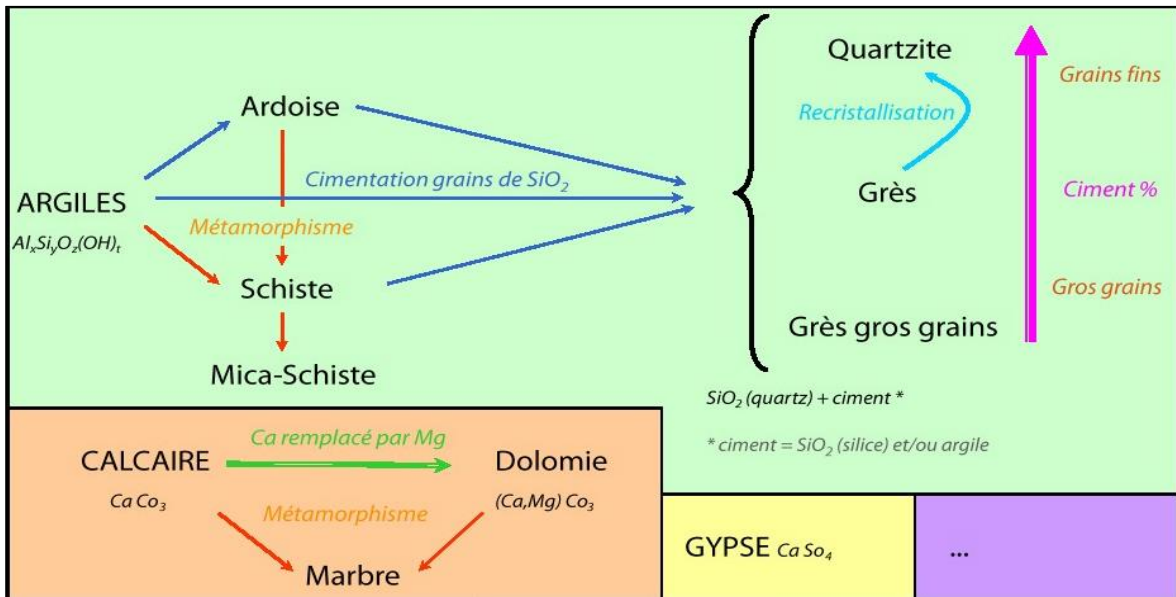 Quartzite
Grains fins
Ardoise
Recristallisation
Cimentation grains de SiO₂
ARGILES
Grès
Ciment %
AlₓSiᵧO_z(OH)ₜ
Métamorphisme
Schiste
Gros grains
Grès gros grains
Mica-Schiste
SiO₂ (quartz) + ciment *
* ciment = SiO₂ (silice) et/ou argile
Ca remplacé par Mg
CALCAIRE
Dolomie
Ca Co₃
(Ca,Mg) Co₃
Métamorphisme
Marbre
GYPSE Ca So₄
...